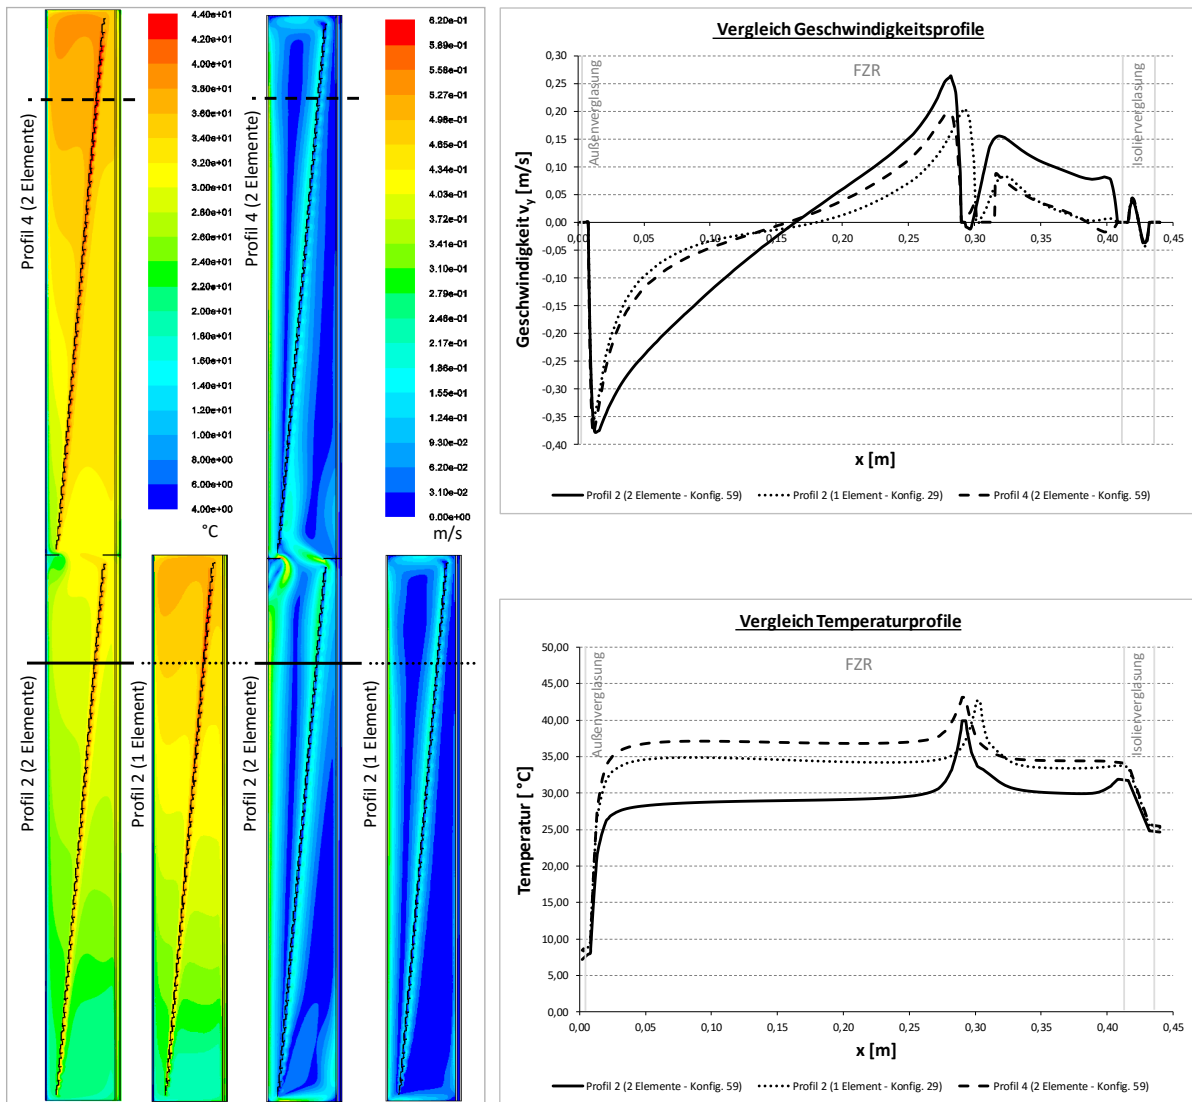 4.40e+01
4.20e+01
4.00e+01
3.80e+01
3.60e+01
3.40e+01
3.20e+01
3.00e+01
2.80e+01
2.60e+01
2.40e+01
2.20e+01
2.00e+01
1.80e+01
1.60e+01
1.40e+01
1.20e+01
1.00e+01
8.00e+00
6.00e+00
4.00e+00
°C
6.20e-01
5.89e-01
5.58e-01
5.27e-01
4.96e-01
4.65e-01
4.34e-01
4.03e-01
3.72e-01
3.41e-01
3.10e-01
2.79e-01
2.48e-01
2.17e-01
1.86e-01
1.55e-01
1.24e-01
9.30e-02
6.20e-02
3.10e-02
0.00e+00
m/s
Profil 4 (2 Elemente)
Profil 4 (2 Elemente)
Profil 2 (2 Elemente)
Profil 2 (1 Element)
Profil 2 (2 Elemente)
Profil 2 (1 Element)
Vergleich Geschwindigkeitsprofile
FZR
Außenverglasung
Isolierverglasung
Geschwindigkeit vy [m/s]
0,30
0,25
0,20
0,15
0,10
0,05
0,00
-0,05
-0,10
-0,15
-0,20
-0,25
-0,30
-0,35
-0,40
0,00 0,05 0,10 0,15 0,20 0,25 0,30 0,35 0,40 0,45
x [m]
Profil 2 (2 Elemente - Konfig. 59) Profil 2 (1 Element - Konfig. 29) Profil 4 (2 Elemente - Konfig. 59)
Vergleich Temperaturprofile
FZR
Außenverglasung
Isolierverglasung
Temperatur [ °C]
50,00
45,00
40,00
35,00
30,00
25,00
20,00
15,00
10,00
5,00
0,00
0,00 0,05 0,10 0,15 0,20 0,25 0,30 0,35 0,40 0,45
x [m]
Profil 2 (2 Elemente - Konfig. 59) Profil 2 (1 Element - Konfig. 29) Profil 4 (2 Elemente - Konfig. 59)